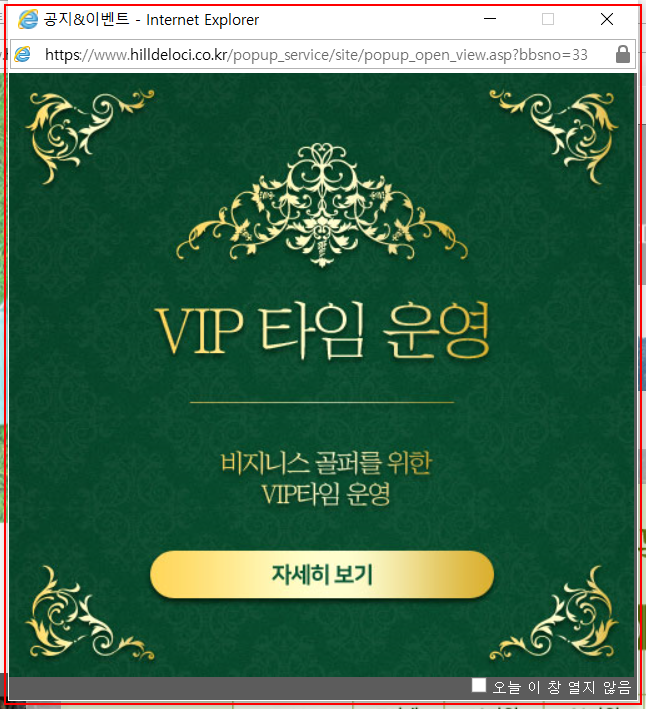 공지&이벤트 - Internet Explorer
https://www.hilldeloci.co.kr/popup_service/site/popup_open_view.asp?bbsno=33
VIP 타임 운영
비지니스 골퍼를 위한
VIP타임 운영
자세히 보기
오늘 이 창 열지 않음